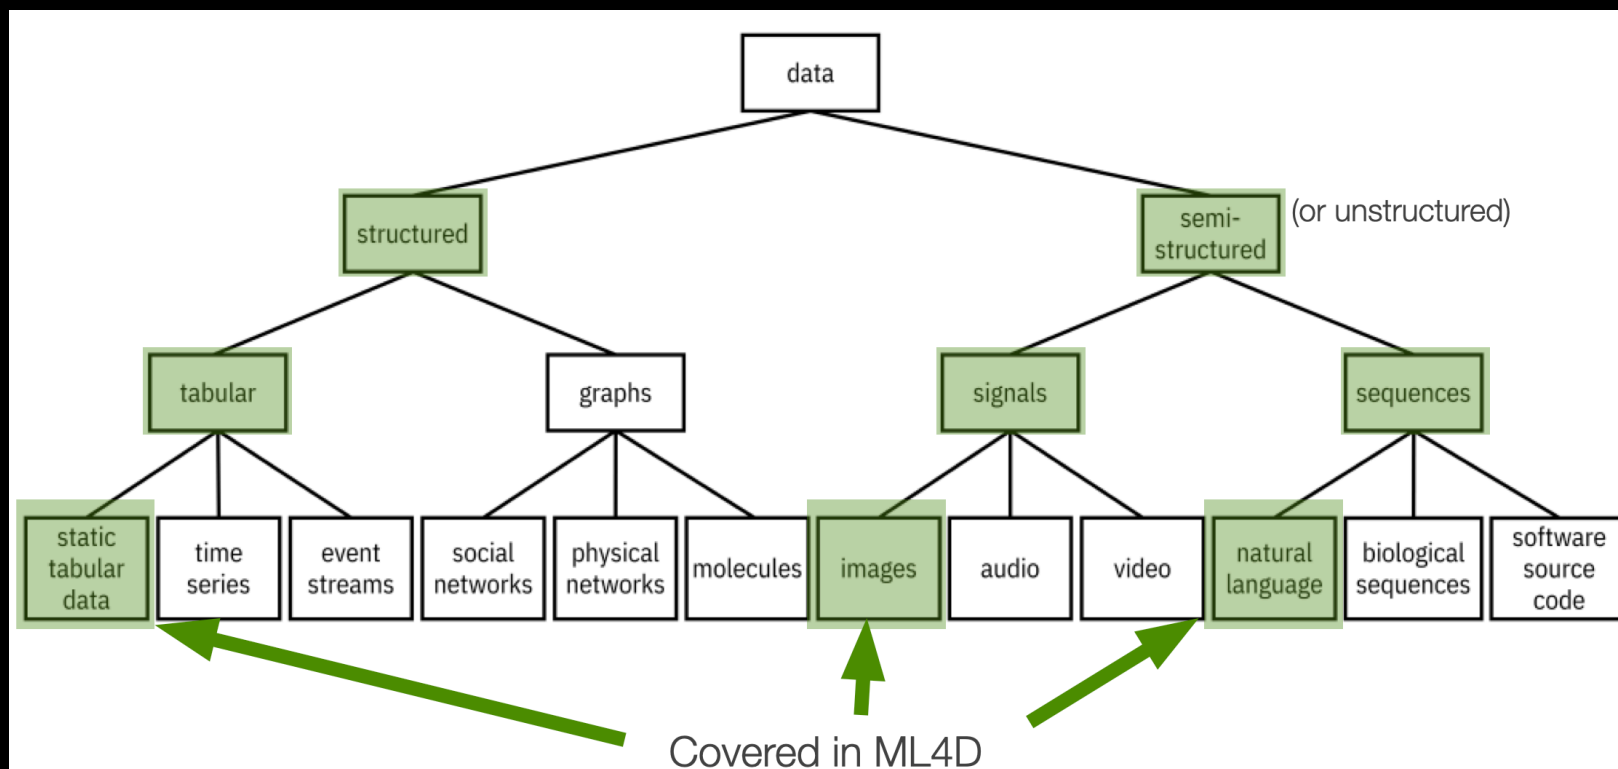 data
structured
semi-
structured
(or unstructured)
tabular
graphs
signals
sequences
static
tabular
data
time
series
event
streams
social
networks
physical
networks
molecules
images
audio
video
natural
language
biological
sequences
software
source
code
Covered in ML4D